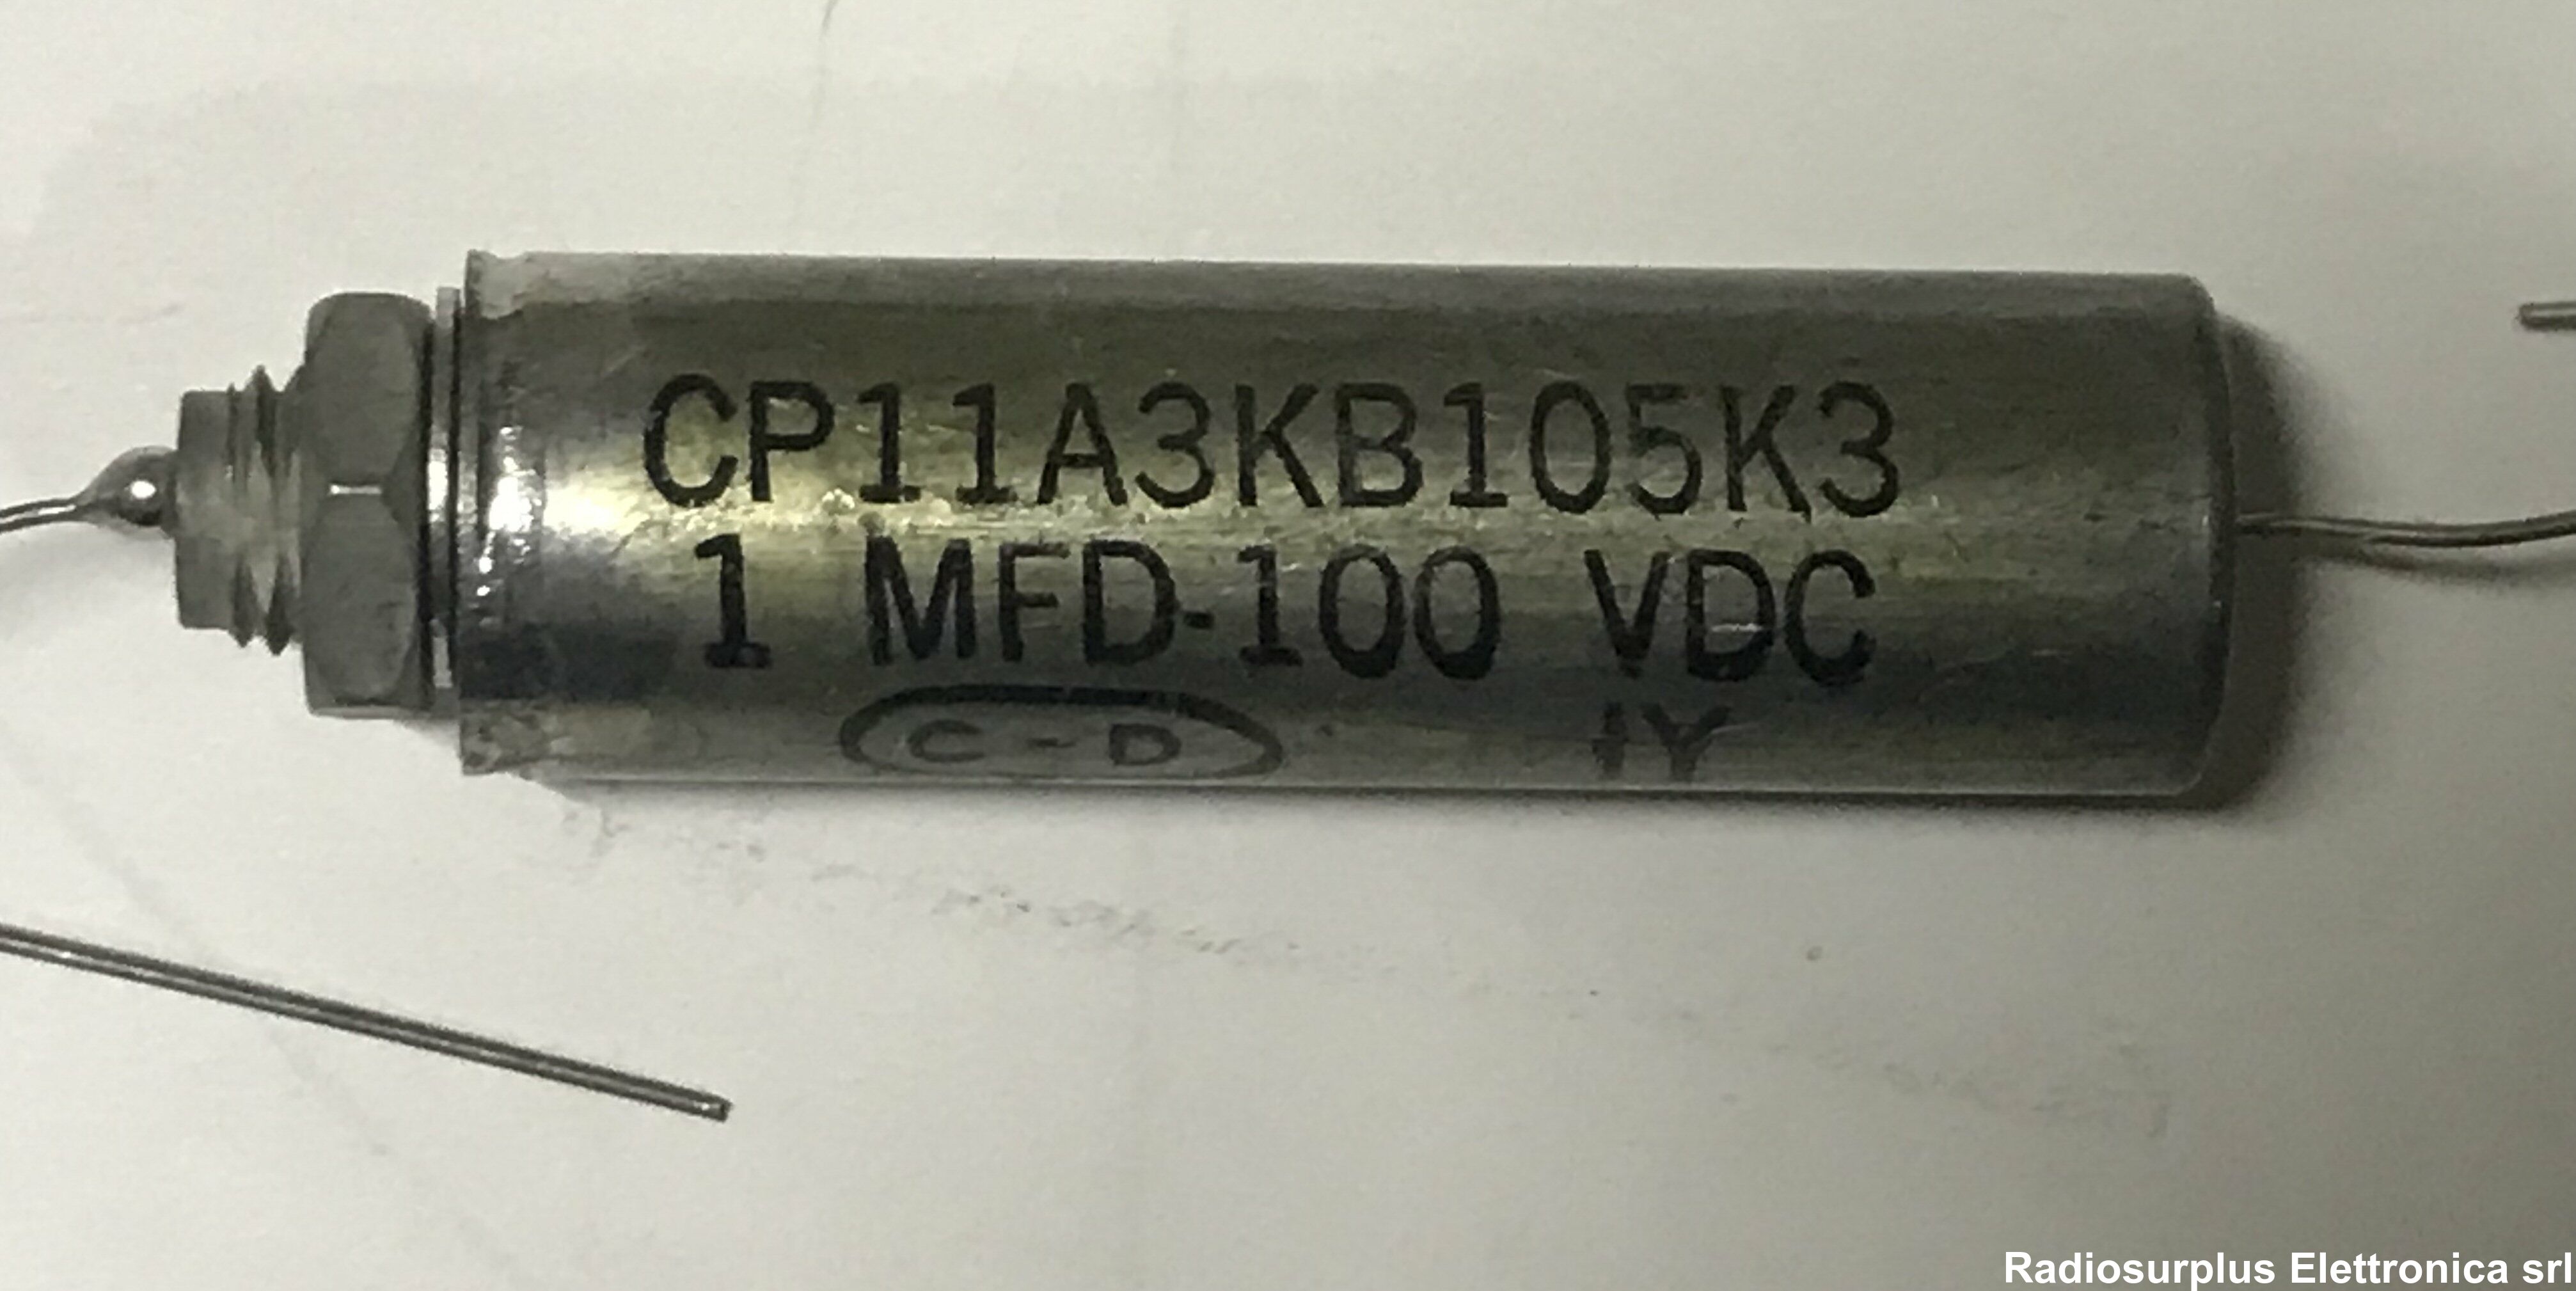 CP11A3KB105K3
1 MFD-100 VDC
C-D IY
Radiosurplus Elettronica srl